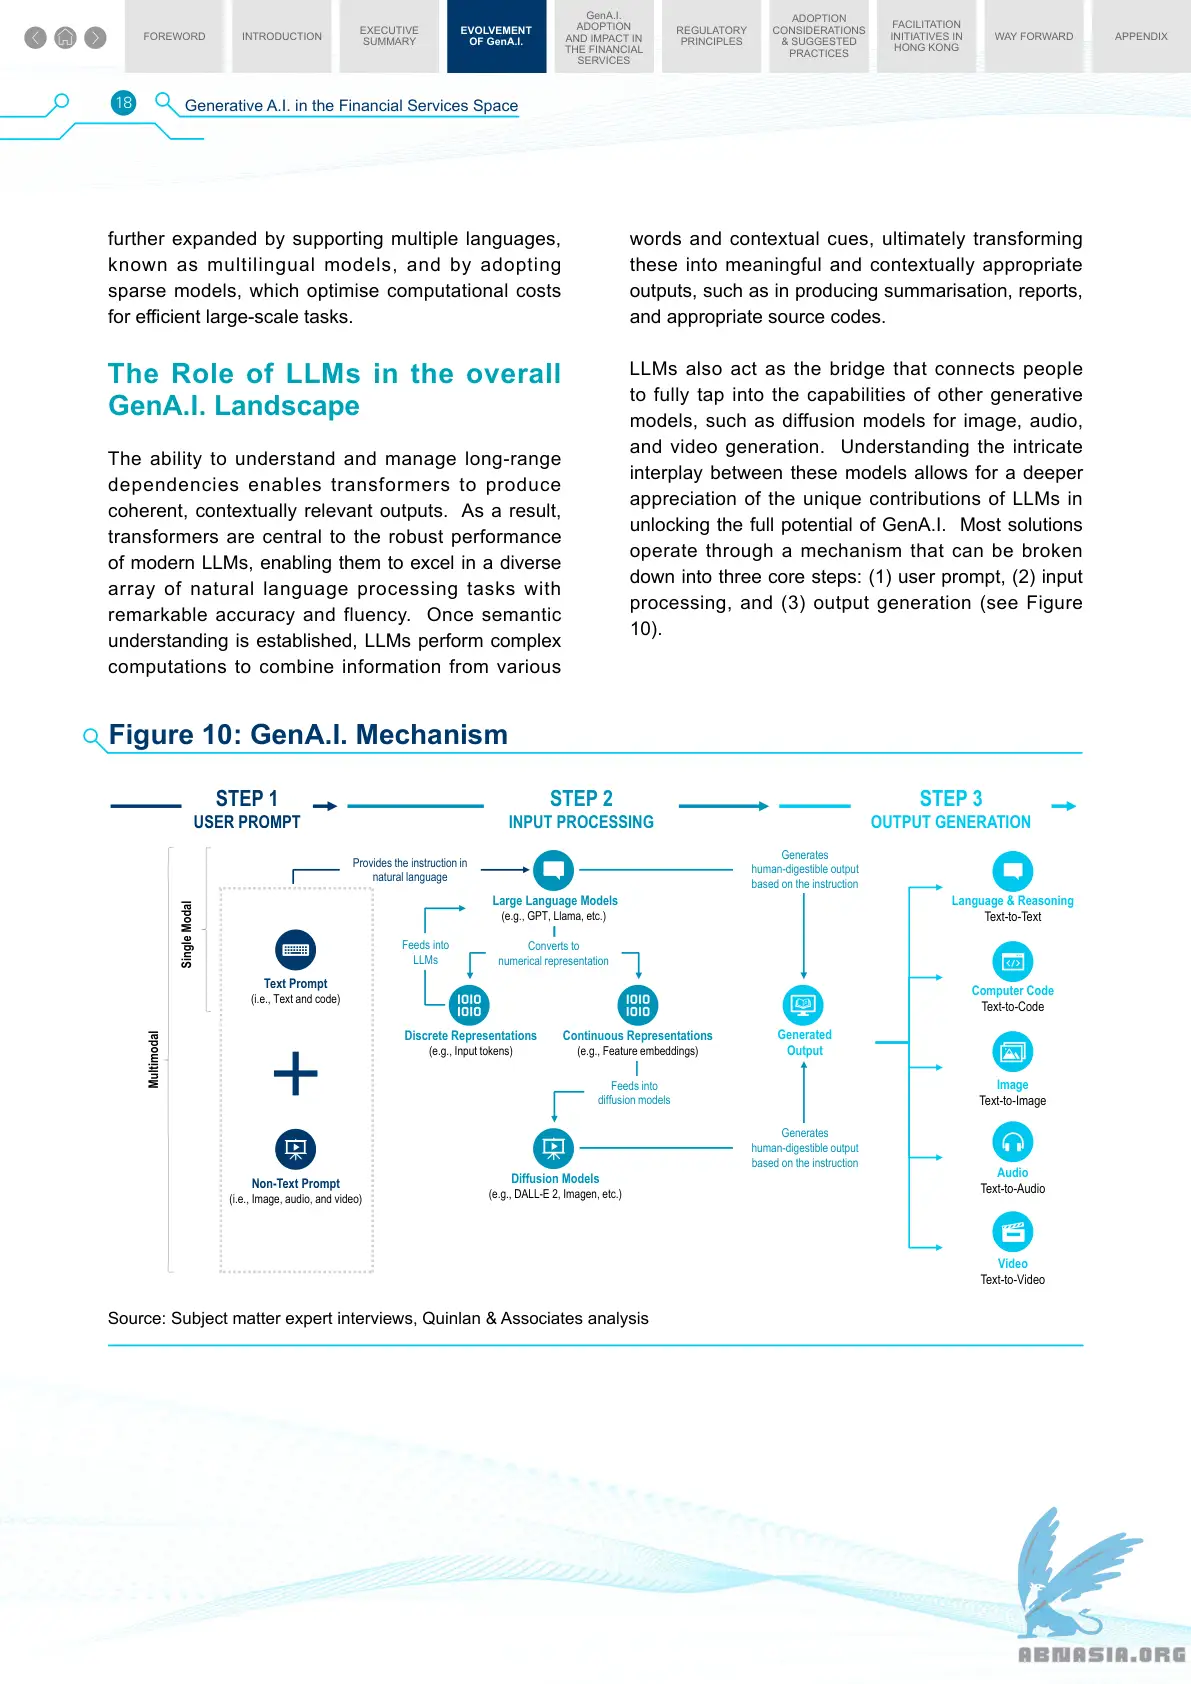 FOREWORD
INTRODUCTION
EXECUTIVE
SUMMARY
EVOLVEMENT
OF GenA.I.
GenA.I.
ADOPTION
AND IMPACT IN
THE FINANCIAL
SERVICES
REGULATORY
PRINCIPLES
ADOPTION
CONSIDERATIONS
& SUGGESTED
PRACTICES
FACILITATION
INITIATIVES IN
HONG KONG
WAY FORWARD
APPENDIX
18
Generative A.I. in the Financial Services Space
further expanded by supporting multiple languages,
known as multilingual models, and by adopting
sparse models, which optimise computational costs
for efficient large-scale tasks.
The Role of LLMs in the overall
GenA.I. Landscape
The ability to understand and manage long-range
dependencies enables transformers to produce
coherent, contextually relevant outputs.  As a result,
transformers are central to the robust performance
of modern LLMs, enabling them to excel in a diverse
array of natural language processing tasks with
remarkable accuracy and fluency.  Once semantic
understanding is established, LLMs perform complex
computations to combine information from various
words and contextual cues, ultimately transforming
these into meaningful and contextually appropriate
outputs, such as in producing summarisation, reports,
and appropriate source codes.
LLMs also act as the bridge that connects people
to fully tap into the capabilities of other generative
models, such as diffusion models for image, audio,
and video generation.  Understanding the intricate
interplay between these models allows for a deeper
appreciation of the unique contributions of LLMs in
unlocking the full potential of GenA.I.  Most solutions
operate through a mechanism that can be broken
down into three core steps: (1) user prompt, (2) input
processing, and (3) output generation (see Figure
10).
Figure 10: GenA.I. Mechanism
STEP 1
USER PROMPT
STEP 2
INPUT PROCESSING
STEP 3
OUTPUT GENERATION
Multimodal
Single Modal
Text Prompt
(i.e., Text and code)
Non-Text Prompt
(i.e., Image, audio, and video)
Provides the instruction in
natural language
Large Language Models
(e.g., GPT, Llama, etc.)
Feeds into
LLMs
Converts to
numerical representation
IOIO
IOIO
Discrete Representations
(e.g., Input tokens)
IOIO
IOIO
Continuous Representations
(e.g., Feature embeddings)
Feeds into
diffusion models
Diffusion Models
(e.g., DALL-E 2, Imagen, etc.)
Generates
human-digestible output
based on the instruction
Generated
Output
Generates
human-digestible output
based on the instruction
Language & Reasoning
Text-to-Text
</>
Computer Code
Text-to-Code
Image
Text-to-Image
Audio
Text-to-Audio
Video
Text-to-Video
Source: Subject matter expert interviews, Quinlan & Associates analysis
ABNASIA.ORG